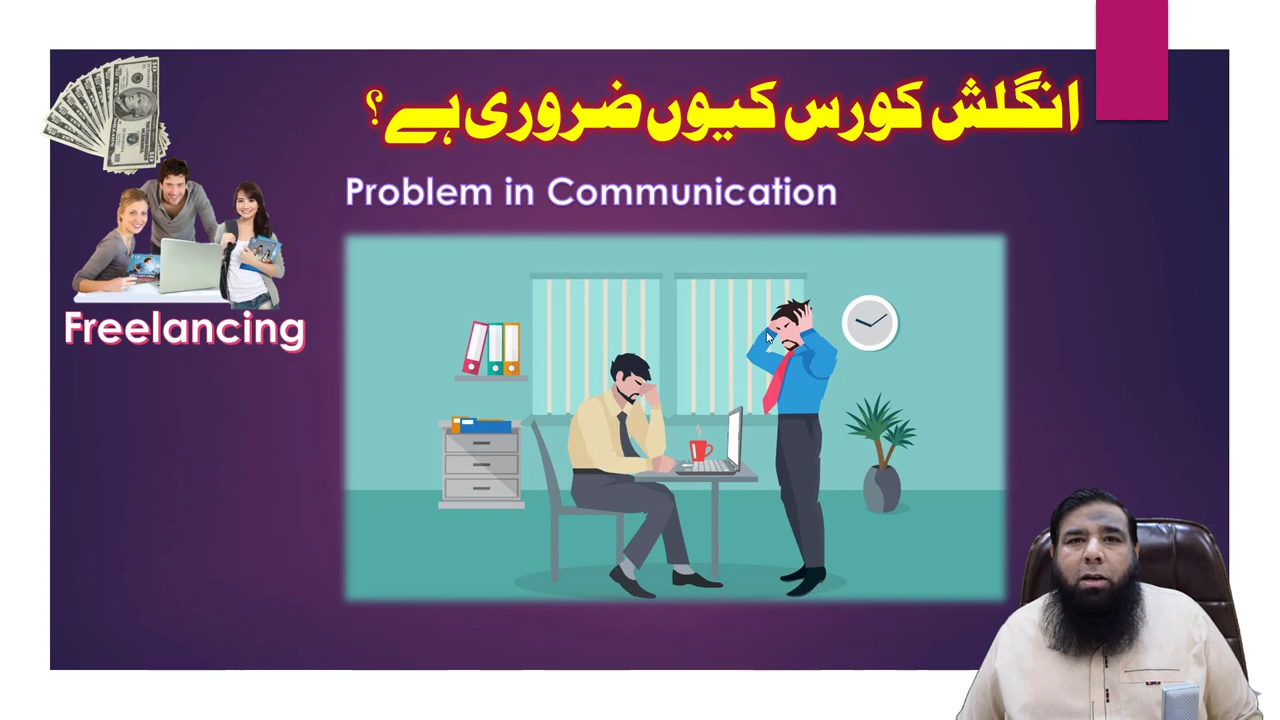 انگلش کورس کیوں ضروری ہے؟
Problem in Communication
Freelancing